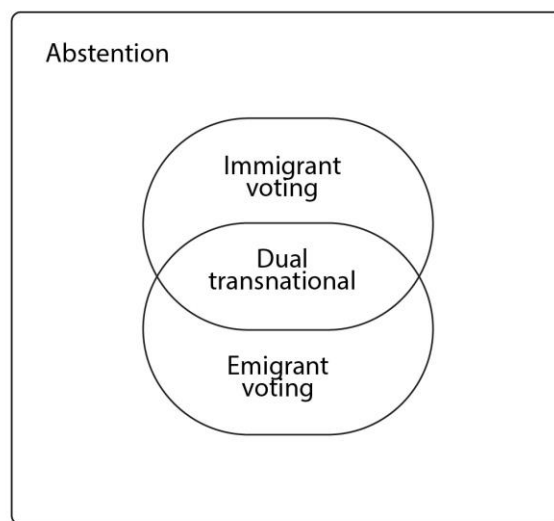 Abstention
Immigrant
voting
Dual
transnational
Emigrant
voting